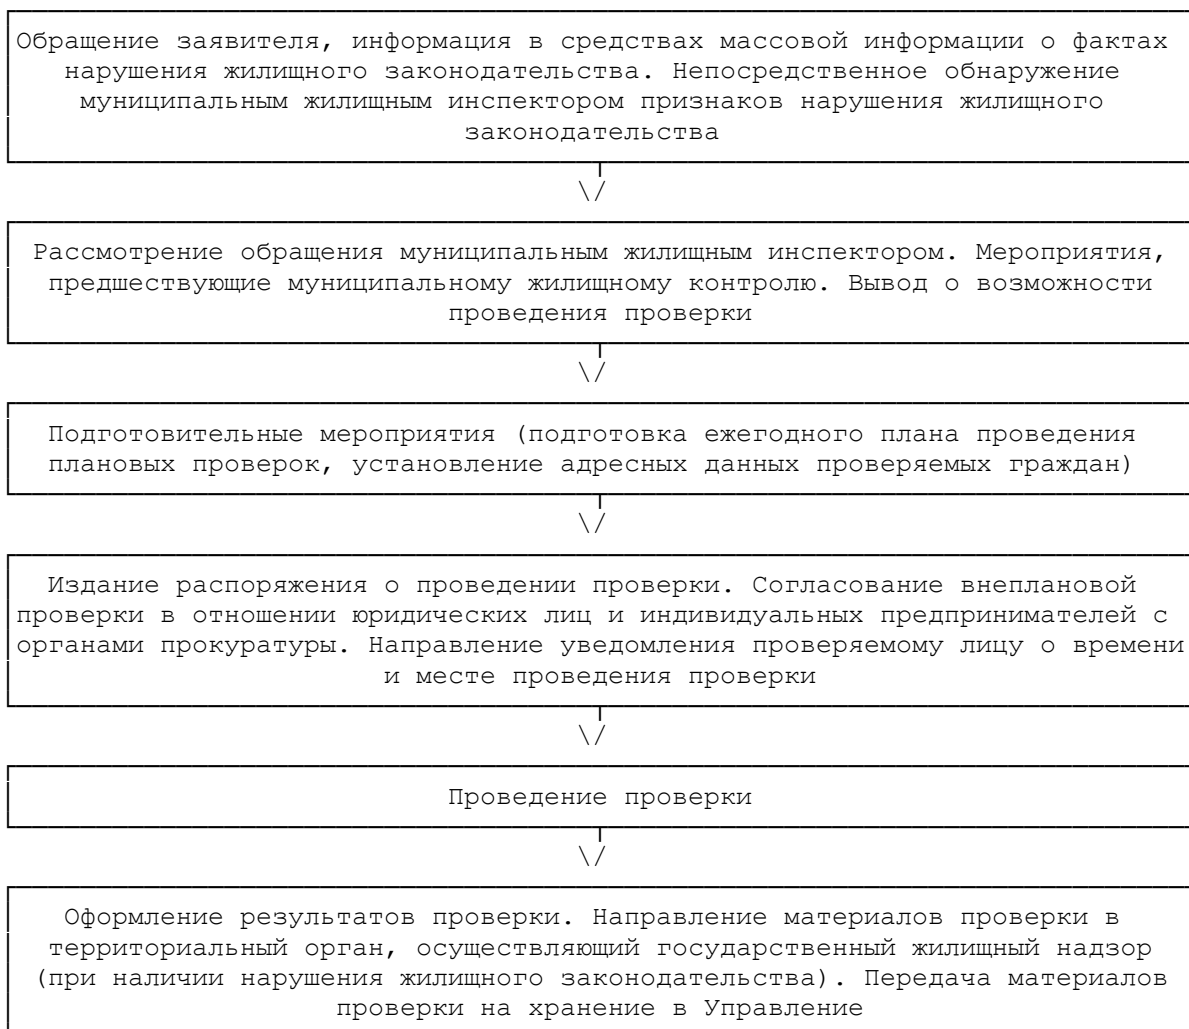 Обращение заявителя, информация в средствах массовой информации о фактах
нарушения жилищного законодательства. Непосредственное обнаружение
муниципальным жилищным инспектором признаков нарушения жилищного
законодательства
\/
Рассмотрение обращения муниципальным жилищным инспектором. Мероприятия,
предшествующие муниципальному жилищному контролю. Вывод о возможности
проведения проверки
\/
Подготовительные мероприятия (подготовка ежегодного плана проведения
плановых проверок, установление адресных данных проверяемых граждан)
\/
Издание распоряжения о проведении проверки. Согласование внеплановой
проверки в отношении юридических лиц и индивидуальных предпринимателей с
органами прокуратуры. Направление уведомления проверяемому лицу о времени
и месте проведения проверки
\/
Проведение проверки
\/
Оформление результатов проверки. Направление материалов проверки в
территориальный орган, осуществляющий государственный жилищный надзор
(при наличии нарушения жилищного законодательства). Передача материалов
проверки на хранение в Управление